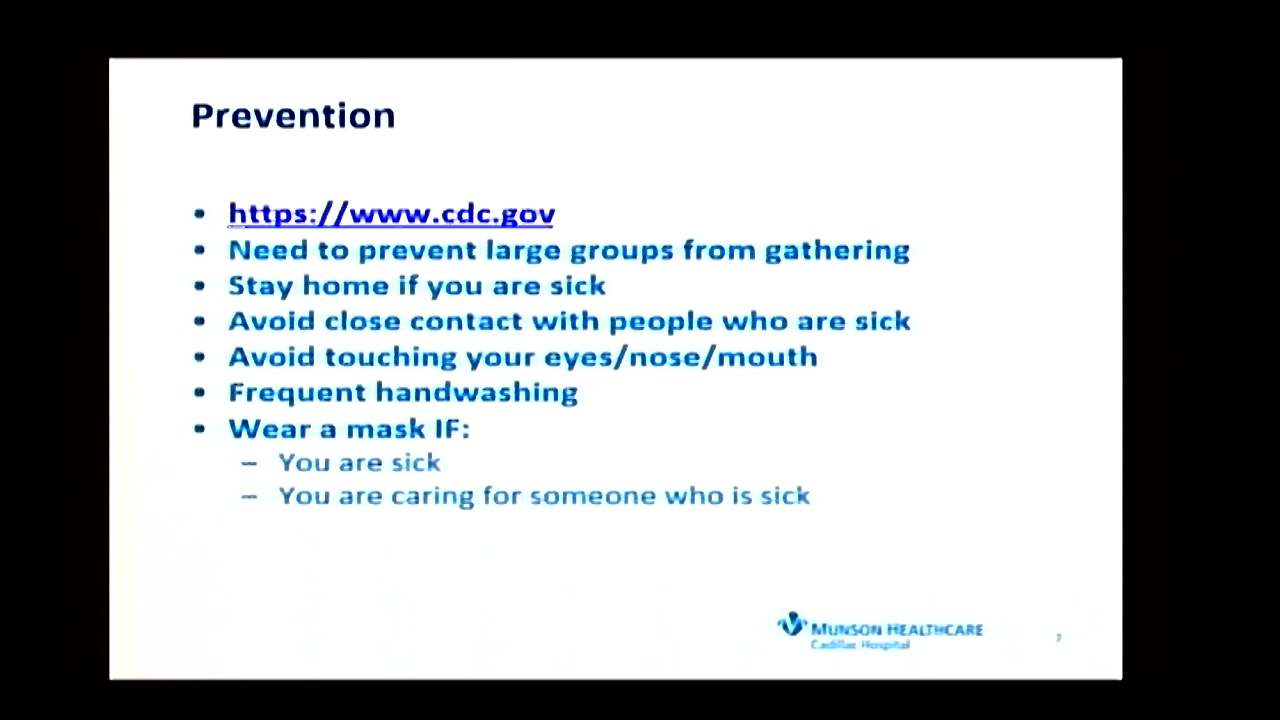 Prevention
• https://www.cdc.gov
• Need to prevent large groups from gathering
• Stay home if you are sick
• Avoid close contact with people who are sick
• Avoid touching your eyes/nose/mouth
• Frequent handwashing
• Wear a mask IF:
– You are sick
– You are caring for someone who is sick
MUNSON HEALTHCARE
Cadillac Hospital
7